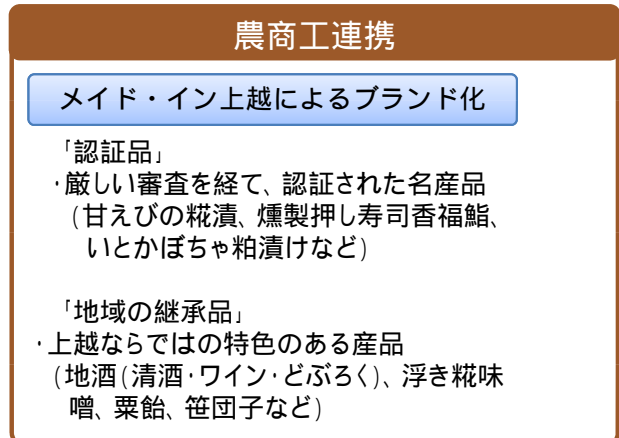 農商工連携
メイド・イン上越によるブランド化
「認証品」
・厳しい審査を経て、認証された名産品
(甘えびの糀漬、燻製押し寿司香福鮨、
いとかぼちゃ粕漬けなど)
「地域の継承品」
・上越ならではの特色のある産品
(地酒(清酒・ワイン・どぶろく)、浮き糀味
噌、粟飴、笹団子など)